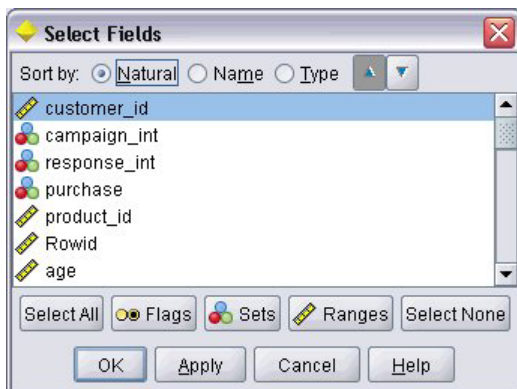 Select Fields
Sort by: Natural Name Type
customer_id
campaign_int
response_int
purchase
product_id
Rowid
age
Select All Flags Sets Ranges Select None
OK Apply Cancel Help